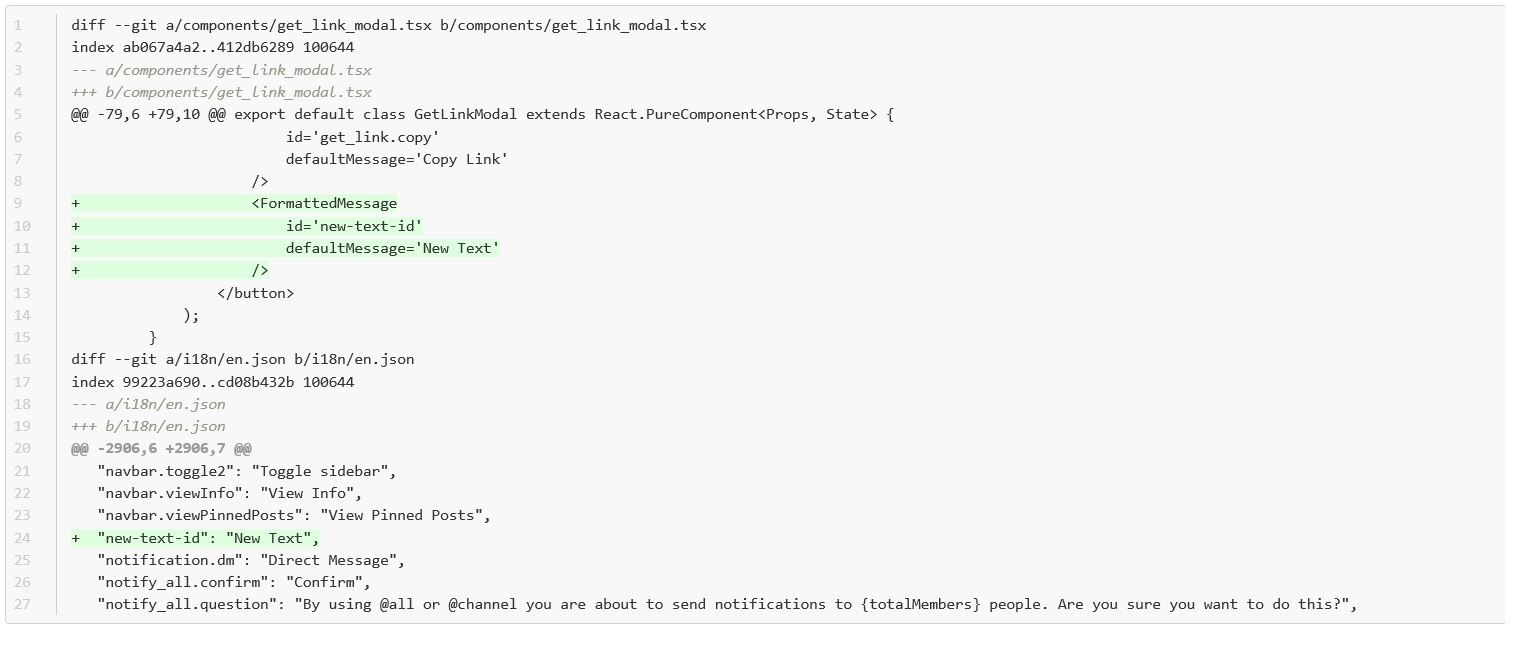 1 diff --git a/components/get_link_modal.tsx b/components/get_link_modal.tsx
2 index ab067a4a2..412db6289 100644
3 --- a/components/get_link_modal.tsx
4 +++ b/components/get_link_modal.tsx
5 @@ -79,6 +79,10 @@ export default class GetLinkModal extends React.PureComponent<Props, State> {
6                          id='get_link.copy'
7                          defaultMessage='Copy Link'
8                      />
9 +                    <FormattedMessage
10 +                        id='new-text-id'
11 +                        defaultMessage='New Text'
12 +                    />
13                  </button>
14              );
15          }
16 diff --git a/i18n/en.json b/i18n/en.json
17 index 99223a690..cd08b432b 100644
18 --- a/i18n/en.json
19 +++ b/i18n/en.json
20 @@ -2906,6 +2906,7 @@
21    "navbar.toggle2": "Toggle sidebar",
22    "navbar.viewInfo": "View Info",
23    "navbar.viewPinnedPosts": "View Pinned Posts",
24 +  "new-text-id": "New Text",
25    "notification.dm": "Direct Message",
26    "notify_all.confirm": "Confirm",
27    "notify_all.question": "By using @all or @channel you are about to send notifications to {totalMembers} people. Are you sure you want to do this?",